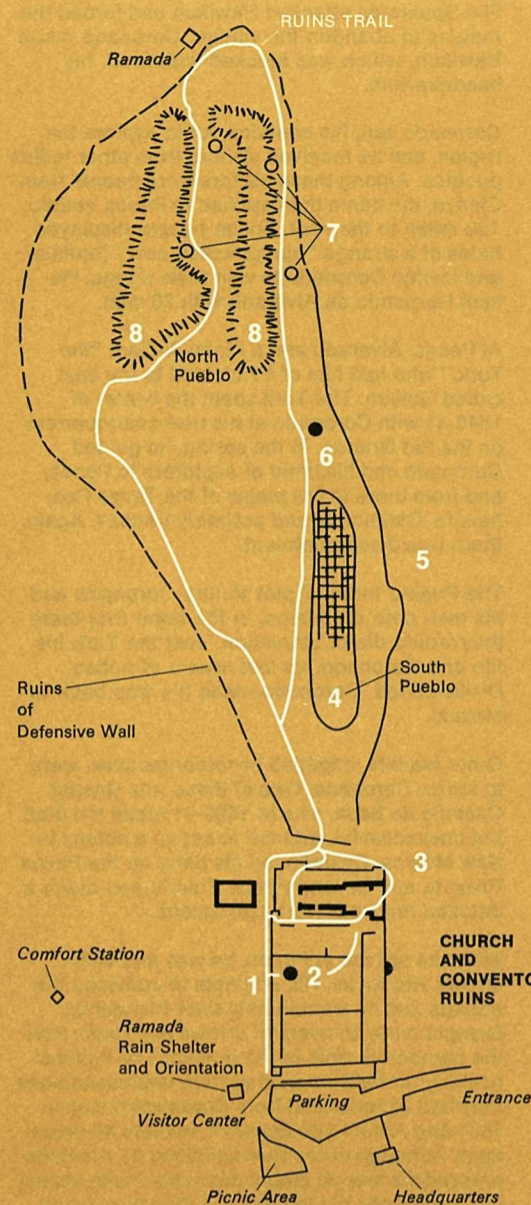 RUINS TRAIL
Ramada
7
8
8
North
Pueblo
6
5
South
Pueblo
4
Ruins
of
Defensive Wall
3
CHURCH
AND
CONVENTO
RUINS
1
2
Comfort Station
Ramada
Rain Shelter
and Orientation
Visitor Center
Parking
Entrance
Picnic Area
Headquarters